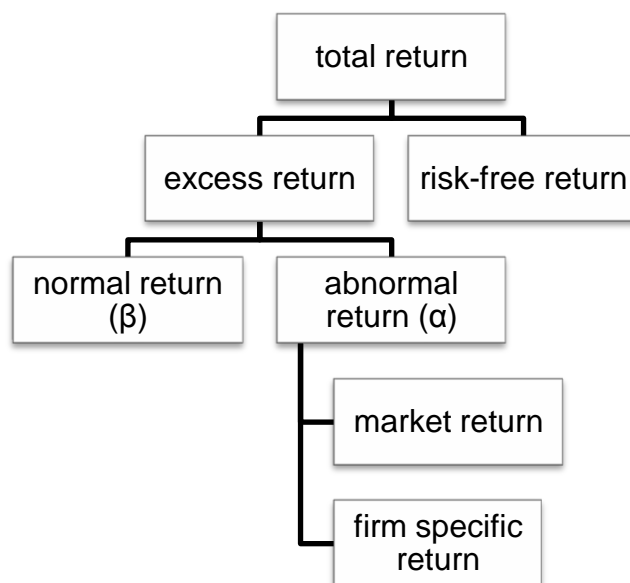 total return
excess return
risk-free return
normal return
(β)
abnormal
return (α)
market return
firm specific
return